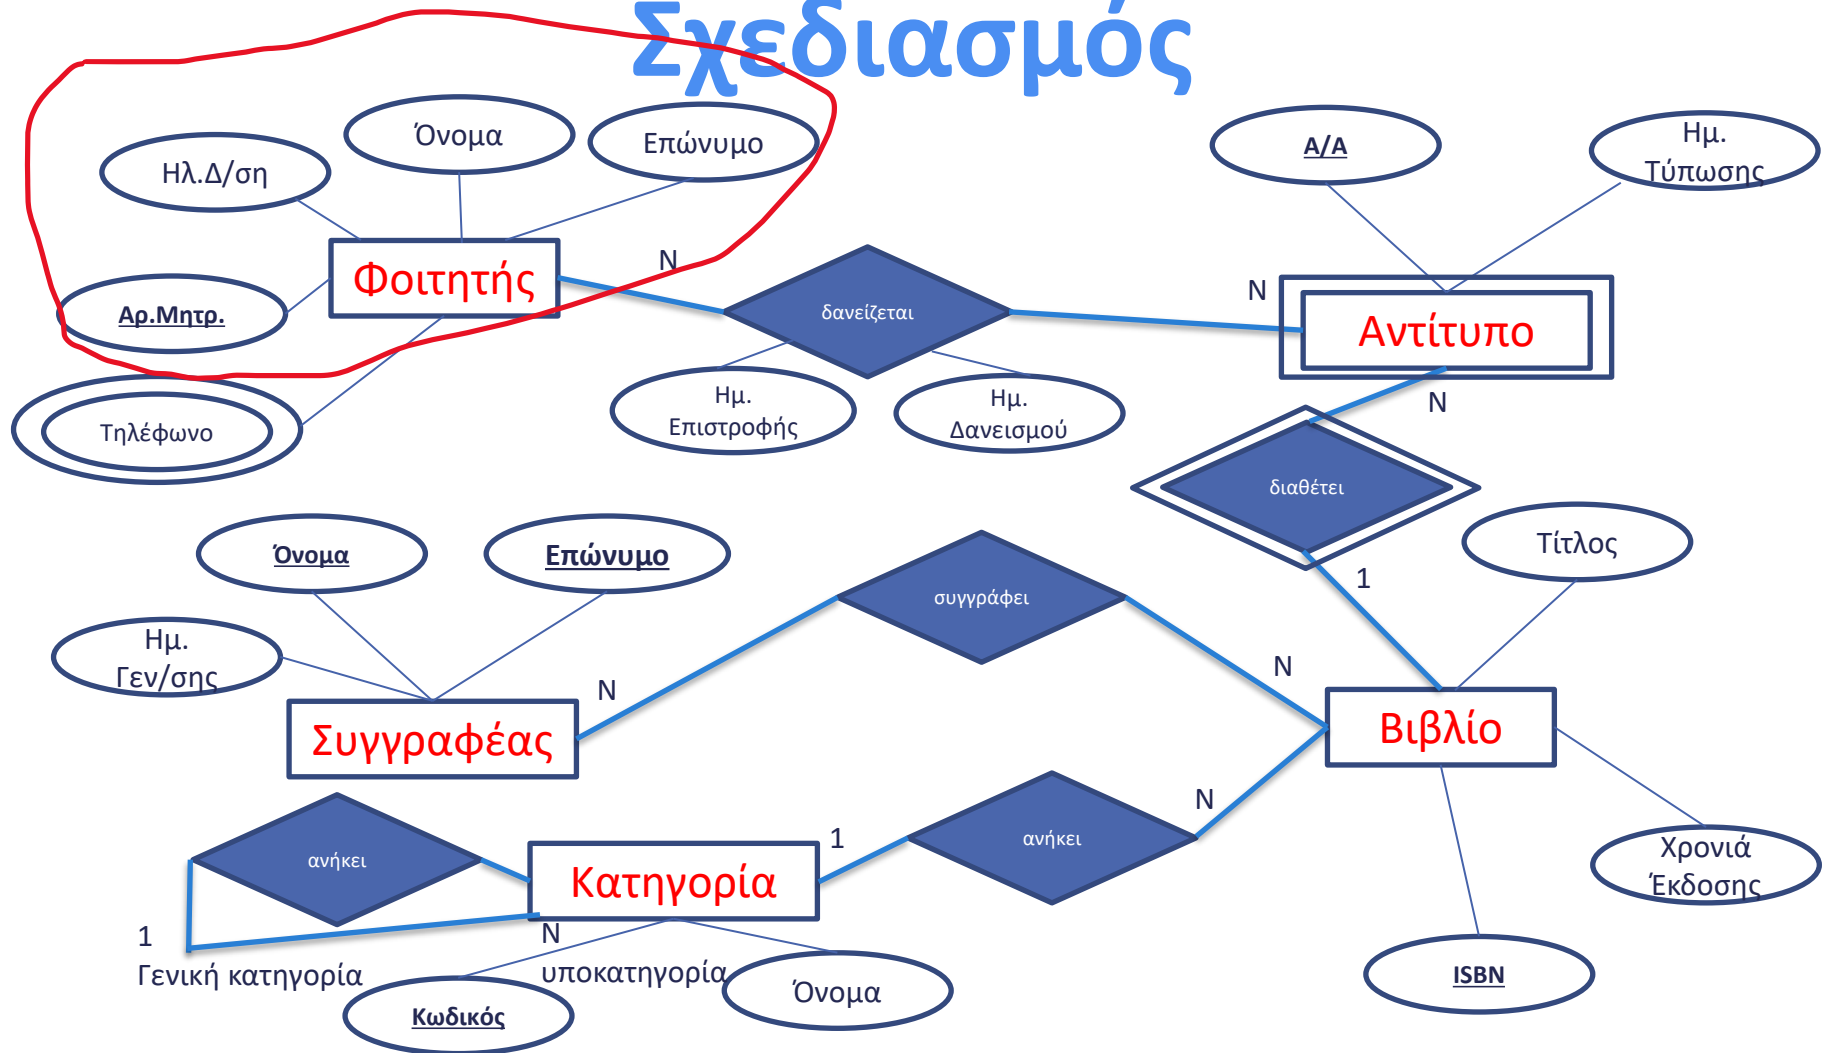 Σχεδιασμός
Όνομα
Επώνυμο
Ηλ.Δ/ση
Α/Α
Ημ.
Τύπωσης
Φοιτητής
Αρ.Μητρ.
Τηλέφωνο
N
δανείζεται
N
Αντίτυπο
Ημ.
Επιστροφής
Ημ.
Δανεισμού
N
διαθέτει
1
Τίτλος
Όνομα
Επώνυμο
Ημ.
Γεν/σης
Συγγραφέας
N
συγγράφει
N
Βιβλίο
ανήκει
Κατηγορία
1
ανήκει
N
Χρονιά
Έκδοσης
1
Γενική κατηγορία
N
υποκατηγορία
Κωδικός
Όνομα
ISBN